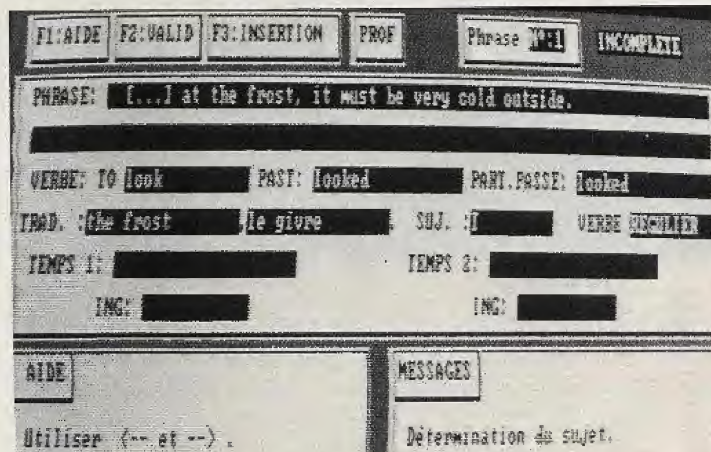 F1:AIDE F2:VALID F3:INSERTION PROF Phrase N°:1 INCOMPLETE
PHRASE: [...] at the frost, it must be very cold outside.
VERBE: TO look PAST: looked PART.PASSE: looked
TRAD. : the frost , le givre . SUJ. :I VERBE REGULIER
TEMPS 1: TEMPS 2:
ING: ING:
AIDE MESSAGES
Utiliser <-- et --> . Détermination du sujet.